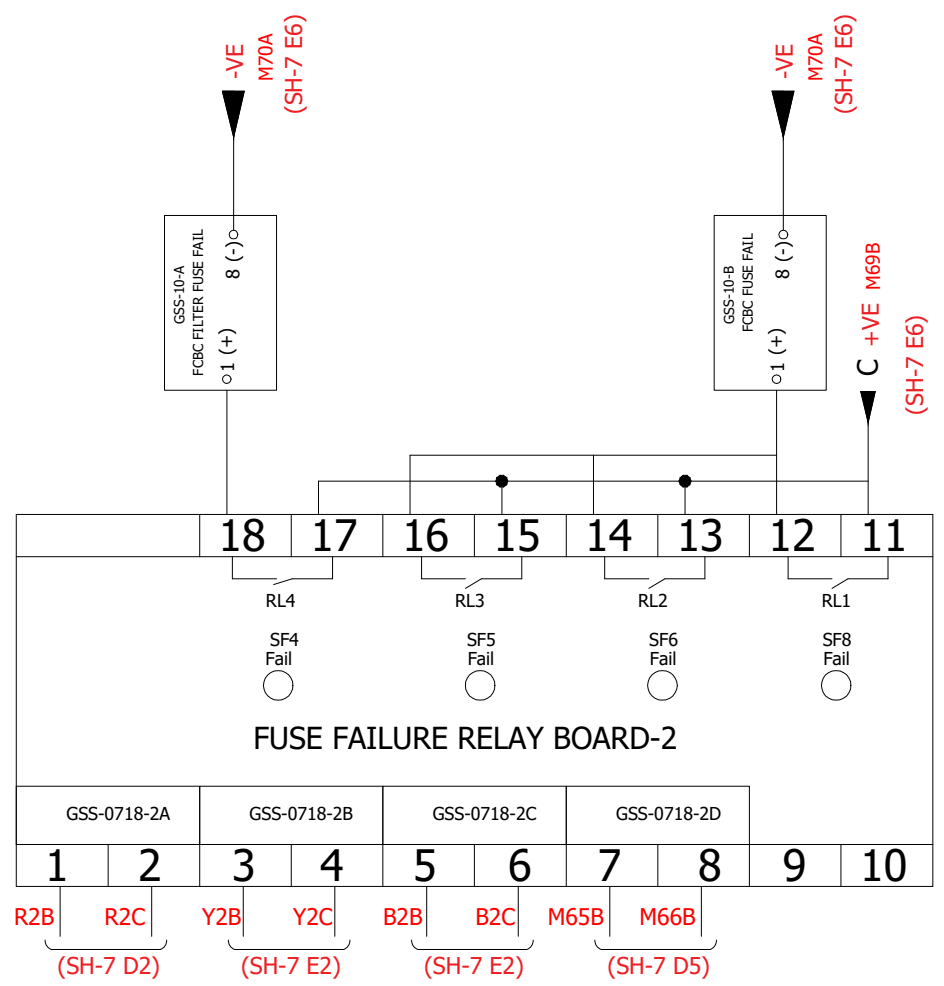 -VE
M70A
(SH-7 E6)
-VE
M70A
(SH-7 E6)
GSS-10-A
FCBC FILTER FUSE FAIL
8 (-)
1 (+)
GSS-10-B
FCBC FUSE FAIL
8 (-)
1 (+)
C +VE M69B
(SH-7 E6)
18 17 16 15 14 13 12 11
RL4 RL3 RL2 RL1
SF4 SF5 SF6 SF8
Fail Fail Fail Fail
FUSE FAILURE RELAY BOARD-2
GSS-0718-2A GSS-0718-2B GSS-0718-2C GSS-0718-2D
1 2 3 4 5 6 7 8 9 10
R2B R2C Y2B Y2C B2B B2C M65B M66B
(SH-7 D2) (SH-7 E2) (SH-7 E2) (SH-7 D5)